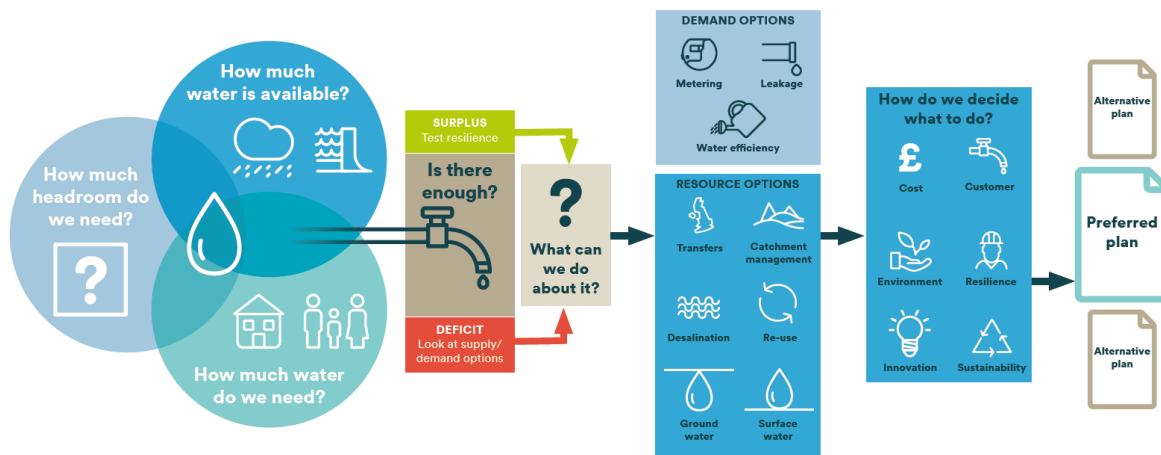 How much
water is available?
How much
headroom do
we need?
?
How much water
do we need?
SURPLUS
Test resilience
Is there
enough?
DEFICIT
Look at supply/
demand options
?
What can
we do
about it?
DEMAND OPTIONS
Metering
Leakage
Water efficiency
RESOURCE OPTIONS
Transfers
Catchment
management
Desalination
Re-use
Ground
water
Surface
water
How do we decide
what to do?
£
Cost
Customer
Environment
Resilience
Innovation
Sustainability
Alternative
plan
Preferred
plan
Alternative
plan